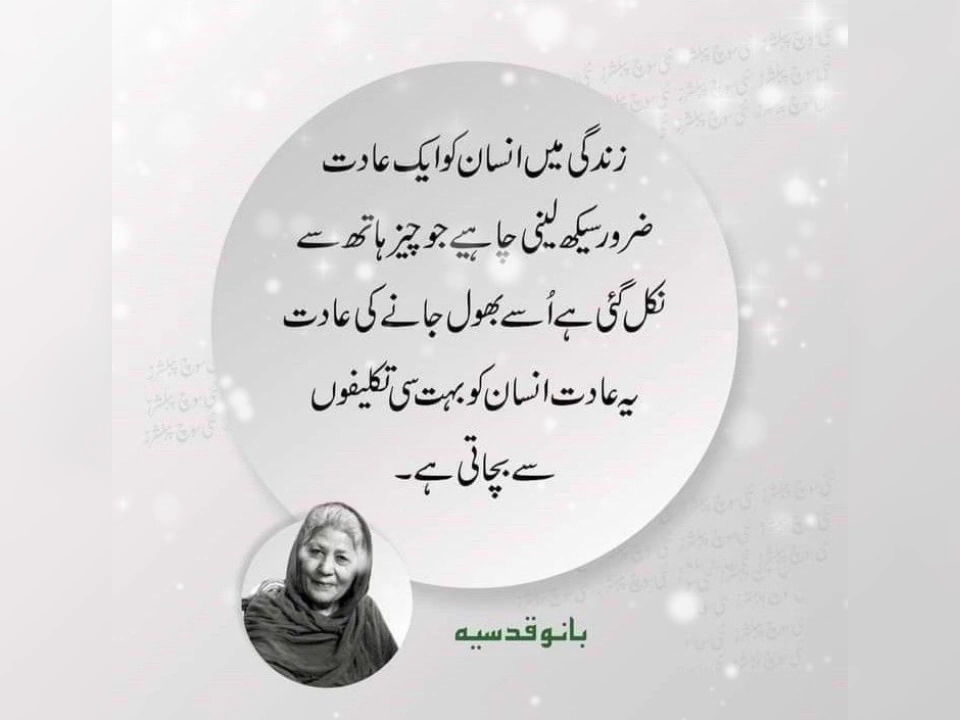 زندگی میں انسان کو ایک عادت
ضرور سیکھ لینی چاہیے جو چیز ہاتھ سے
نکل گئی ہے اُسے بھول جانے کی عادت
یہ عادت انسان کو بہت سی تکلیفوں
سے بچاتی ہے۔
بانو قدسیہ